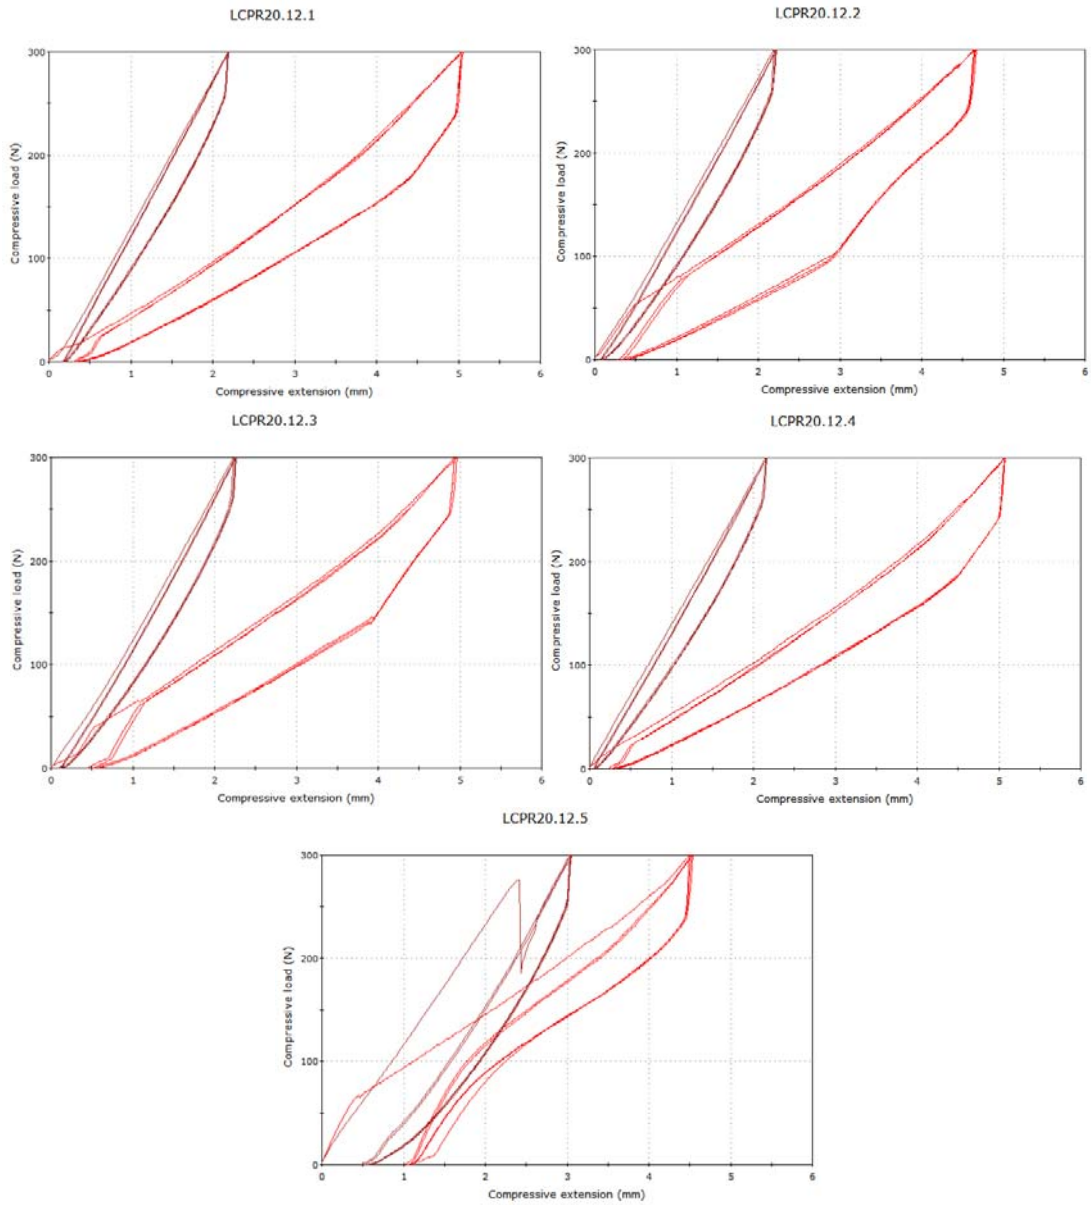 LCPR20.12.1
LCPR20.12.2
300
200
100
0
Compressive load (N)
0 1 2 3 4 5 6
Compressive extension (mm)
300
200
100
0
Compressive load (N)
0 1 2 3 4 5 6
Compressive extension (mm)
LCPR20.12.3
LCPR20.12.4
300
200
100
0
Compressive load (N)
0 1 2 3 4 5 6
Compressive extension (mm)
300
200
100
0
Compressive load (N)
0 1 2 3 4 5 6
Compressive extension (mm)
LCPR20.12.5
300
200
100
0
Compressive load (N)
0 1 2 3 4 5 6
Compressive extension (mm)